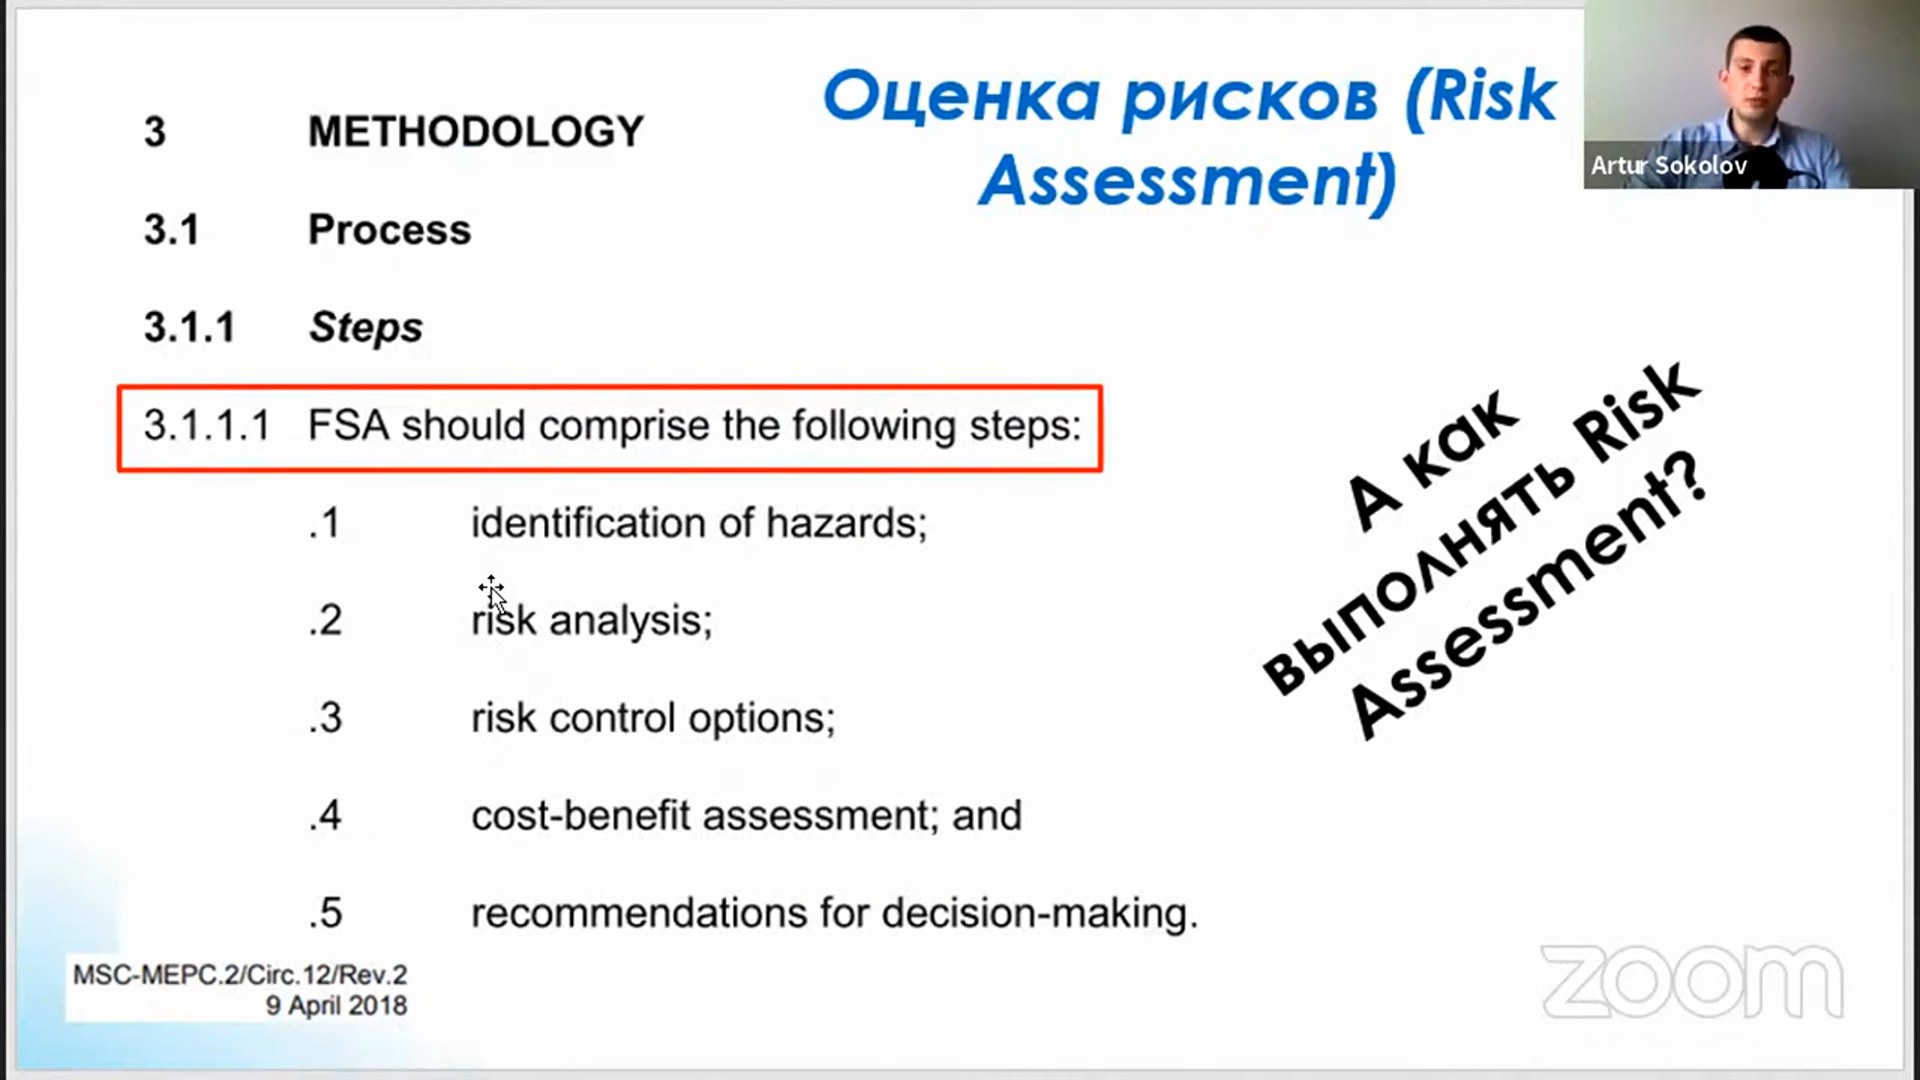 Оценка рисков (Risk
Assessment)
Artur Sokolov
3 METHODOLOGY
3.1 Process
3.1.1 Steps
3.1.1.1 FSA should comprise the following steps:
.1 identification of hazards;
.2 risk analysis;
.3 risk control options;
.4 cost-benefit assessment; and
.5 recommendations for decision-making.
А как
выполнять Risk
Assessment?
MSC-MEPC.2/Circ.12/Rev.2
9 April 2018
zoom